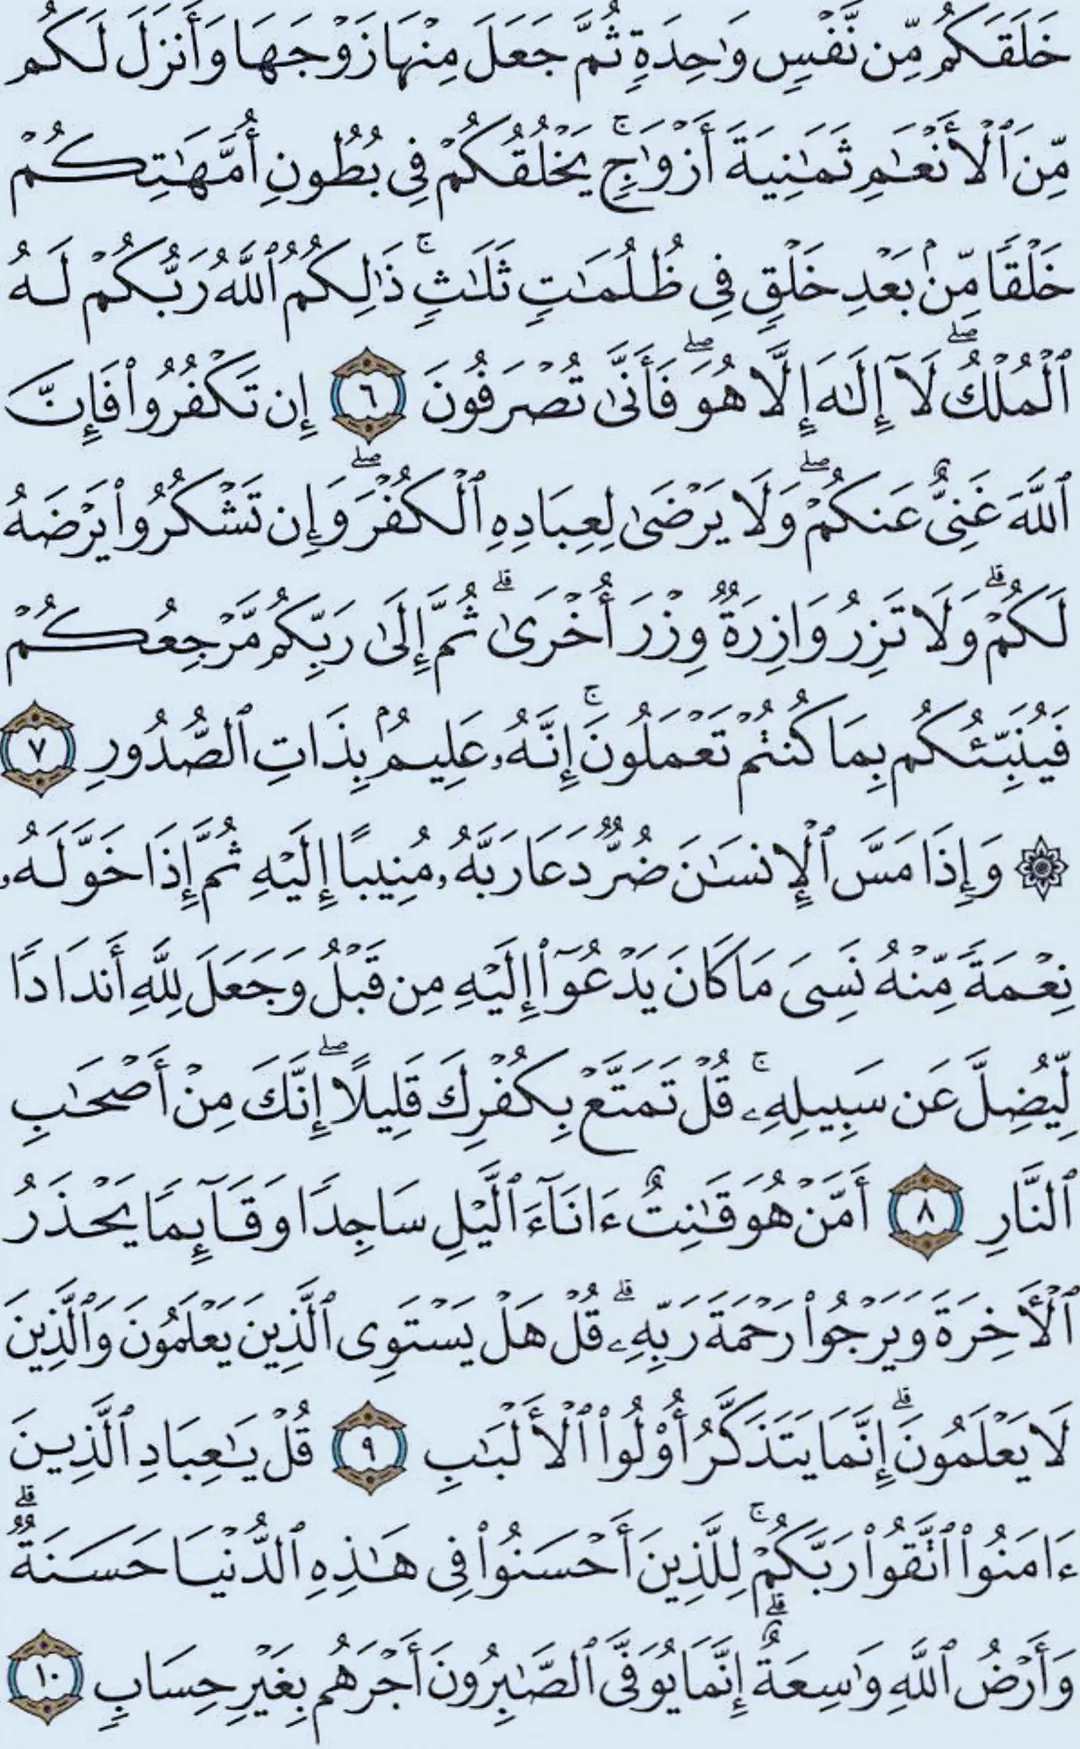 خَلَقَكُم مِّن نَّفْسٍ وَٰحِدَةٍ ثُمَّ جَعَلَ مِنْهَا زَوْجَهَا وَأَنزَلَ لَكُم
مِّنَ ٱلْأَنْعَـٰمِ ثَمَـٰنِيَةَ أَزْوَٰجٍ ۚ يَخْلُقُكُمْ فِى بُطُونِ أُمَّهَـٰتِكُمْ
خَلْقًا مِّنۢ بَعْدِ خَلْقٍ فِى ظُلُمَـٰتٍ ثَلَـٰثٍ ۚ ذَٰلِكُمُ ٱللَّهُ رَبُّكُمْ لَهُ
ٱلْمُلْكُ ۖ لَآ إِلَـٰهَ إِلَّا هُوَ ۖ فَأَنَّىٰ تُصْرَفُونَ ٦ إِن تَكْفُرُوا۟ فَإِنَّ
ٱللَّهَ غَنِىٌّ عَنكُمْ ۖ وَلَا يَرْضَىٰ لِعِبَادِهِ ٱلْكُفْرَ ۖ وَإِن تَشْكُرُوا۟ يَرْضَهُ
لَكُمْ ۗ وَلَا تَزِرُ وَازِرَةٌ وِزْرَ أُخْرَىٰ ۗ ثُمَّ إِلَىٰ رَبِّكُم مَّرْجِعُكُمْ
فَيُنَبِّئُكُم بِمَا كُنتُمْ تَعْمَلُونَ ۚ إِنَّهُۥ عَلِيمٌۢ بِذَاتِ ٱلصُّدُورِ ٧
۞ وَإِذَا مَسَّ ٱلْإِنسَـٰنَ ضُرٌّ دَعَا رَبَّهُۥ مُنِيبًا إِلَيْهِ ثُمَّ إِذَا خَوَّلَهُۥ
نِعْمَةً مِّنْهُ نَسِىَ مَا كَانَ يَدْعُوٓا۟ إِلَيْهِ مِن قَبْلُ وَجَعَلَ لِلَّهِ أَندَادًا
لِّيُضِلَّ عَن سَبِيلِهِۦ ۚ قُلْ تَمَتَّعْ بِكُفْرِكَ قَلِيلًا ۖ إِنَّكَ مِنْ أَصْحَـٰبِ
ٱلنَّارِ ٨ أَمَّنْ هُوَ قَـٰنِتٌ ءَانَآءَ ٱلَّيْلِ سَاجِدًا وَقَآئِمًا يَحْذَرُ
ٱلْـَٔاخِرَةَ وَيَرْجُوا۟ رَحْمَةَ رَبِّهِۦ ۗ قُلْ هَلْ يَسْتَوِى ٱلَّذِينَ يَعْلَمُونَ وَٱلَّذِينَ
لَا يَعْلَمُونَ ۗ إِنَّمَا يَتَذَكَّرُ أُو۟لُوا۟ ٱلْأَلْبَـٰبِ ٩ قُلْ يَـٰعِبَادِ ٱلَّذِينَ
ءَامَنُوا۟ ٱتَّقُوا۟ رَبَّكُمْ ۚ لِلَّذِينَ أَحْسَنُوا۟ فِى هَـٰذِهِ ٱلدُّنْيَا حَسَنَةٌ ۗ
وَأَرْضُ ٱللَّهِ وَٰسِعَةٌ ۗ إِنَّمَا يُوَفَّى ٱلصَّـٰبِرُونَ أَجْرَهُم بِغَيْرِ حِسَابٍ ١٠